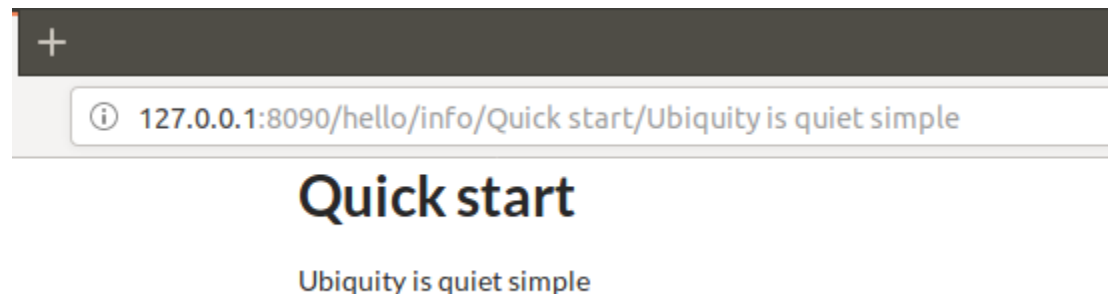 127.0.0.1:8090/hello/info/Quick start/Ubiquity is quiet simple
Quick start
Ubiquity is quiet simple